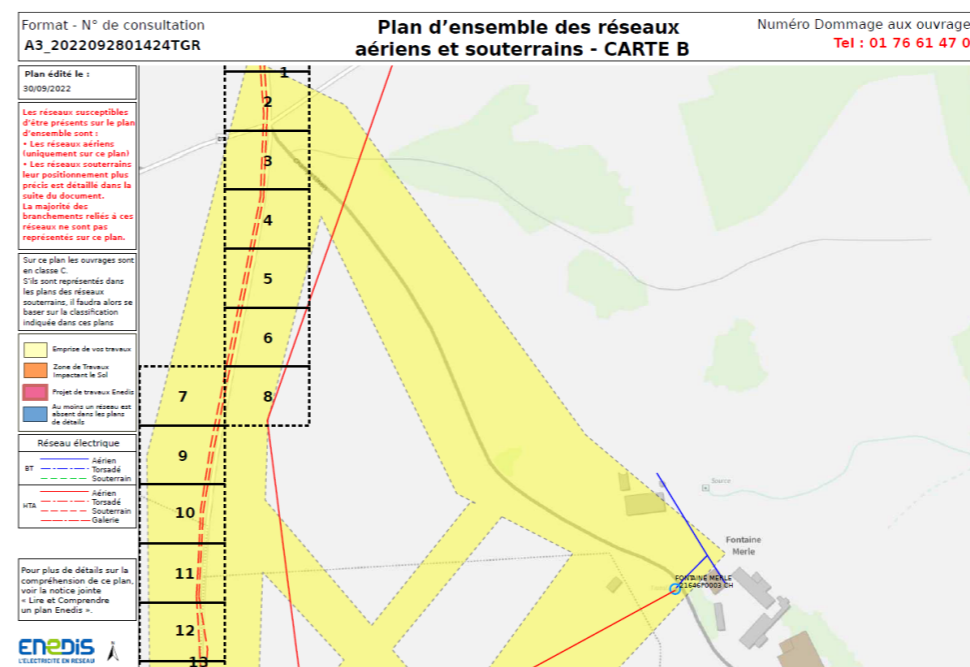 Format - N° de consultation
A3_2022092801424TGR
Plan d’ensemble des réseaux
aériens et souterrains - CARTE B
Numéro Dommage aux ouvrage
Tel : 01 76 61 47 0
Plan édité le :
30/09/2022
Les réseaux susceptibles
d'être présents sur le plan
d'ensemble sont :
• Les réseaux aériens
(uniquement sur ce plan)
• Les réseaux souterrains
leur positionnement plus
précis est détaillé dans la
suite du document.
La majorité des
branchements reliés à ces
réseaux ne sont pas
représentés sur ce plan.
Sur ce plan les ouvrages sont
en classe C.
S'ils sont représentés dans
les plans des réseaux
souterrains, il faudra alors se
baser sur la classification
indiquée dans ces plans
Emprise de vos travaux
Zone de Travaux
Impactant le Sol
Projet de travaux Enedis
Au moins un réseau est
absent dans les plans
de détails
Réseau électrique
BT
Aérien
Torsadé
Souterrain
HTA
Aérien
Torsadé
Souterrain
Galerie
Pour plus de détails sur la
compréhension de ce plan,
voir la notice jointe
« Lire et Comprendre
un plan Enedis ».
ENEDIS
L'ELECTRICITE EN RESEAU
1
2
3
4
5
6
7
8
9
10
11
12
13
Source
Fontaine
Merle
FONTAINE MERLE